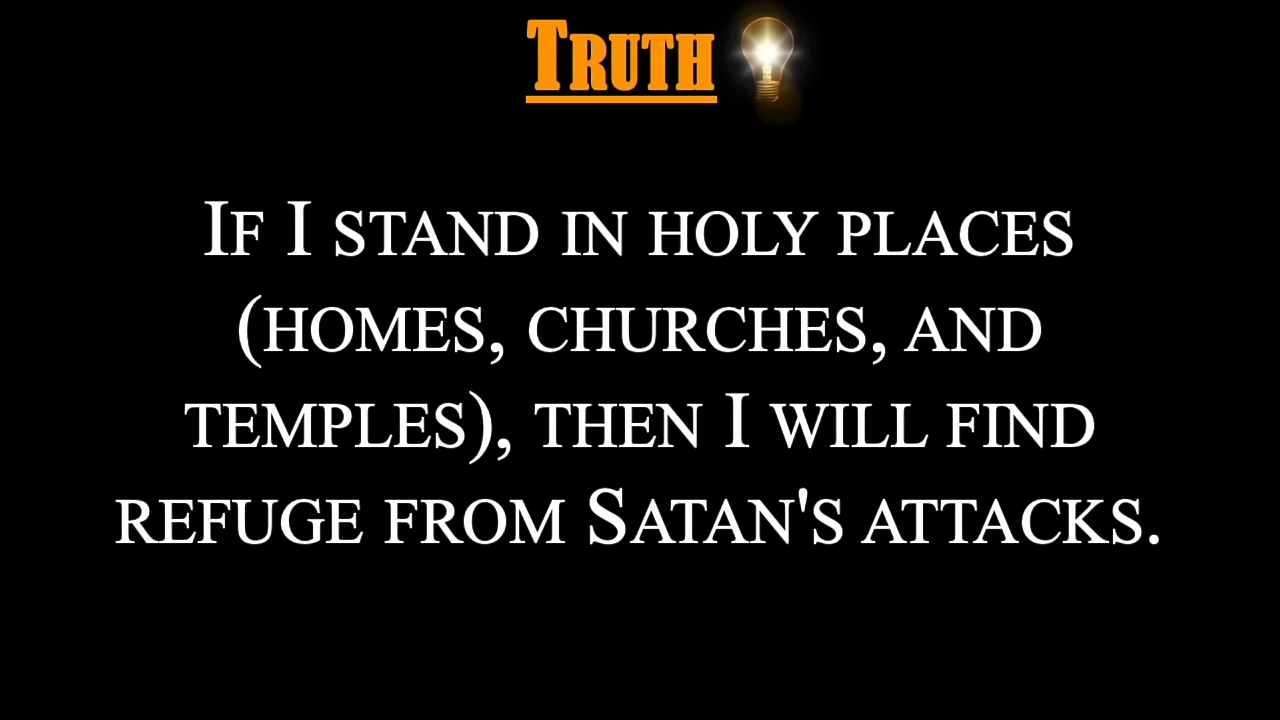 TRUTH
IF I STAND IN HOLY PLACES
(HOMES, CHURCHES, AND
TEMPLES), THEN I WILL FIND
REFUGE FROM SATAN'S ATTACKS.